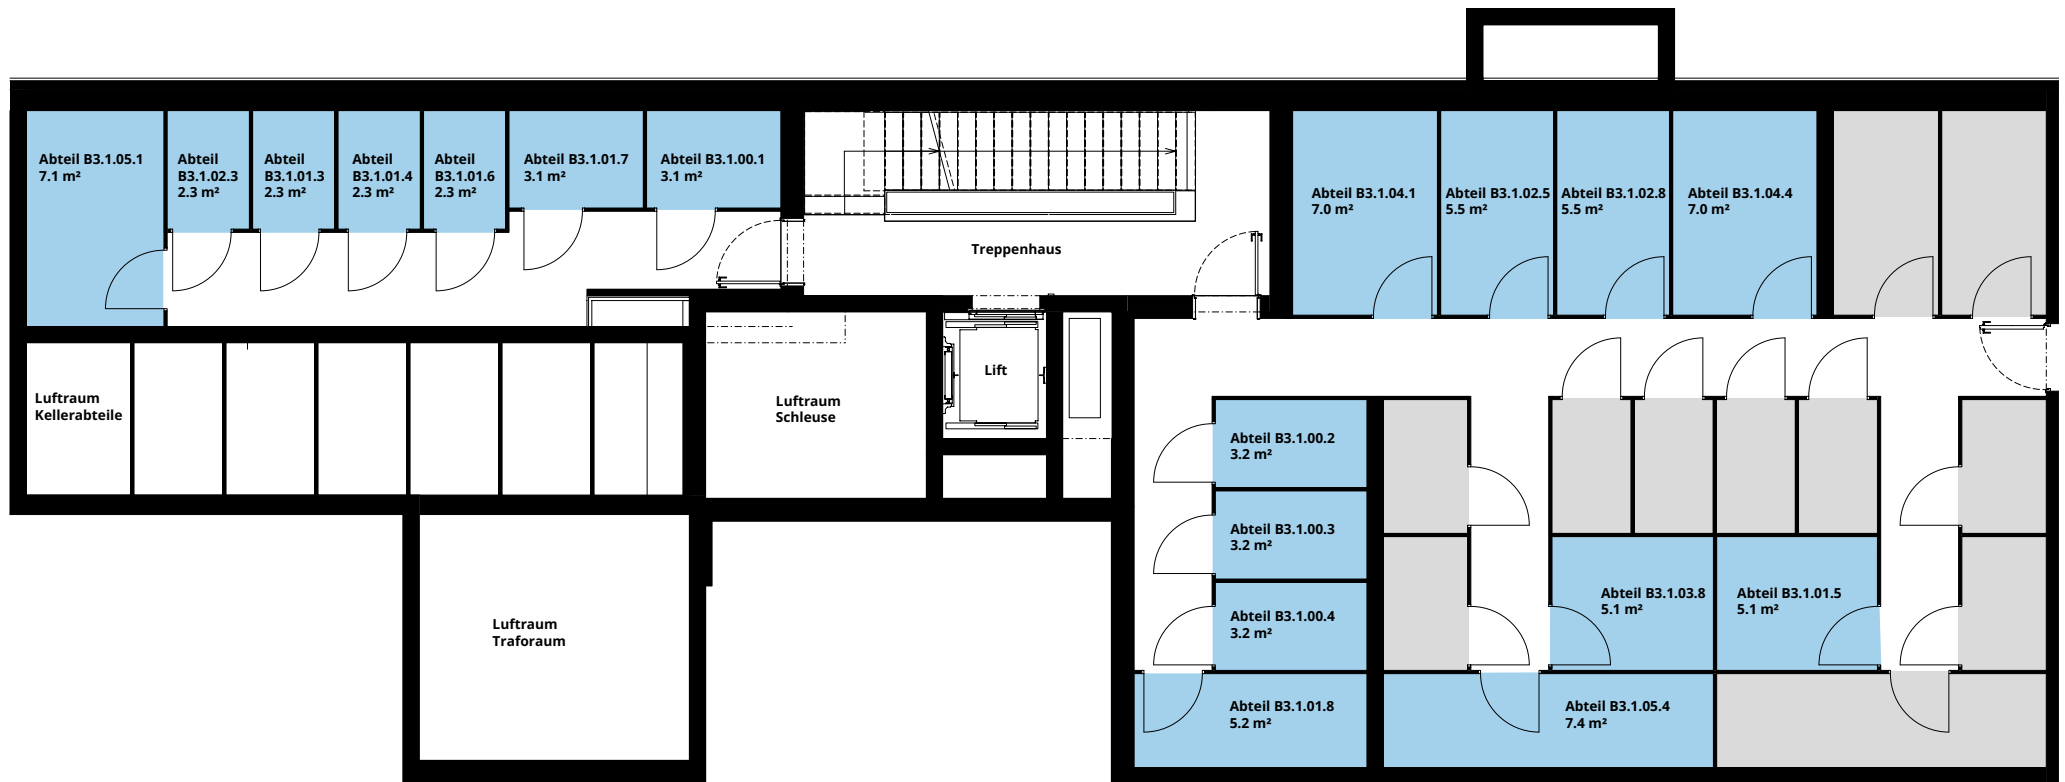 Abteil B3.1.05.1
7.1 m²
Abteil
B3.1.02.3
2.3 m²
Abteil
B3.1.01.3
2.3 m²
Abteil
B3.1.01.4
2.3 m²
Abteil
B3.1.01.6
2.3 m²
Abteil B3.1.01.7
3.1 m²
Abteil B3.1.00.1
3.1 m²
Treppenhaus
Abteil B3.1.04.1
7.0 m²
Abteil B3.1.02.5
5.5 m²
Abteil B3.1.02.8
5.5 m²
Abteil B3.1.04.4
7.0 m²
Luftraum
Kellerabteile
Luftraum
Schleuse
Lift
Abteil B3.1.00.2
3.2 m²
Abteil B3.1.00.3
3.2 m²
Abteil B3.1.00.4
3.2 m²
Abteil B3.1.03.8
5.1 m²
Abteil B3.1.01.5
5.1 m²
Luftraum
Traforaum
Abteil B3.1.01.8
5.2 m²
Abteil B3.1.05.4
7.4 m²